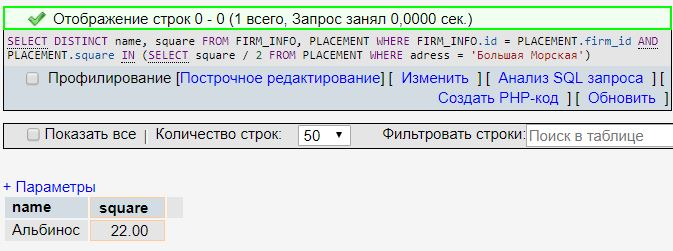 Отображение строк 0 - 0 (1 всего, Запрос занял 0,0000 сек.)
SELECT DISTINCT name, square FROM FIRM_INFO, PLACEMENT WHERE FIRM_INFO.id = PLACEMENT.firm_id AND
PLACEMENT.square IN (SELECT square / 2 FROM PLACEMENT WHERE adress = 'Большая Морская')
Профилирование [Построчное редактирование] [ Изменить ] [ Анализ SQL запроса ] [
Создать PHP-код ] [ Обновить ]
Показать все | Количество строк: 50 Фильтровать строки: Поиск в таблице
+ Параметры
name square
Альбинос 22.00